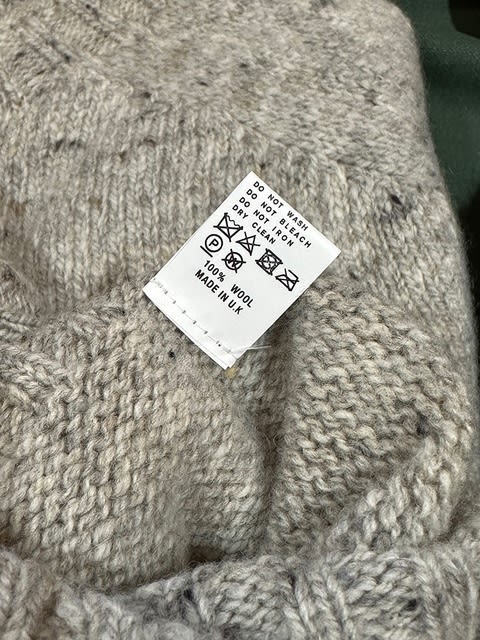 DO NOT WASH
DO NOT BLEACH
DO NOT IRON
DRY CLEAN
P
W
100% WOOL
MADE IN U.K